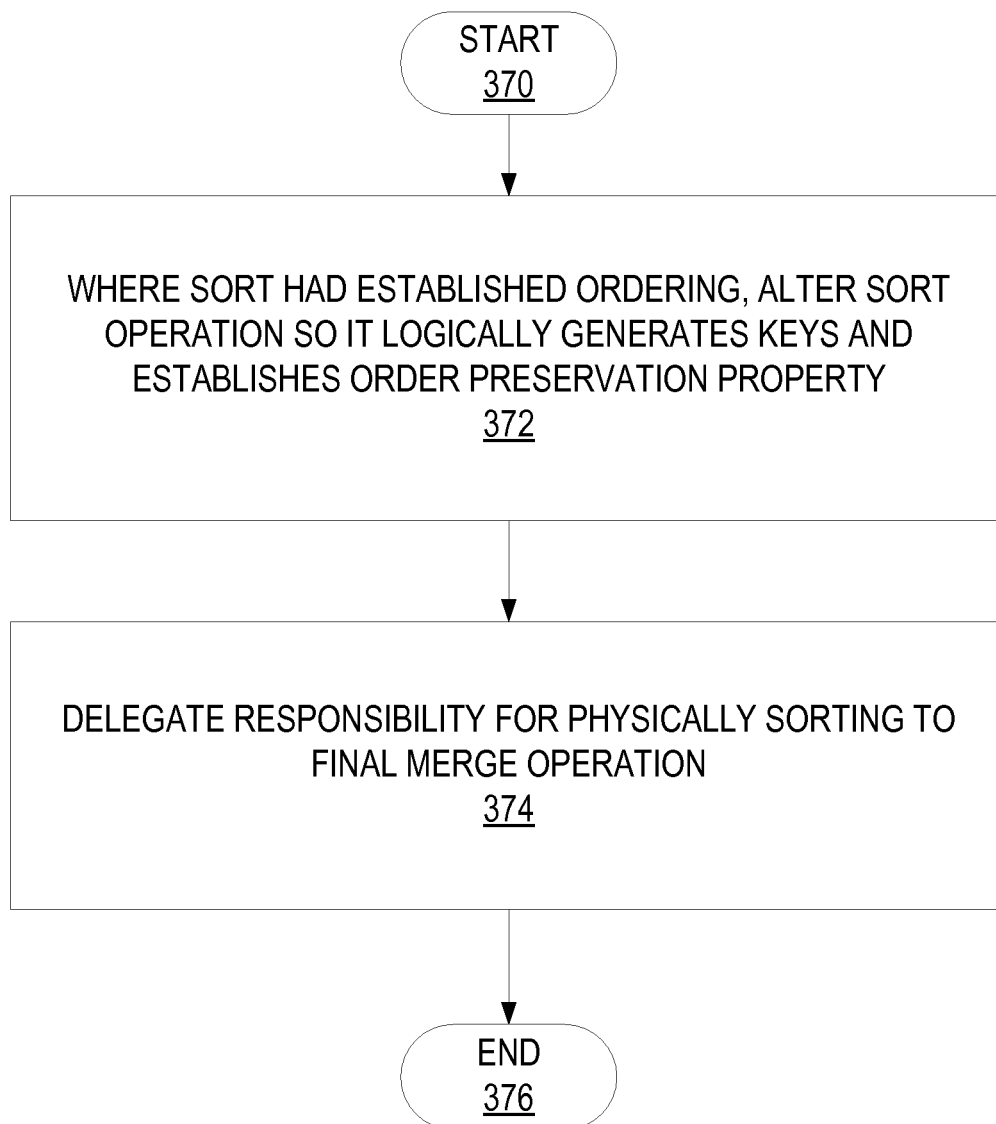 START
370
WHERE SORT HAD ESTABLISHED ORDERING, ALTER SORT
OPERATION SO IT LOGICALLY GENERATES KEYS AND
ESTABLISHES ORDER PRESERVATION PROPERTY
372
DELEGATE RESPONSIBILITY FOR PHYSICALLY SORTING TO
FINAL MERGE OPERATION
374
END
376